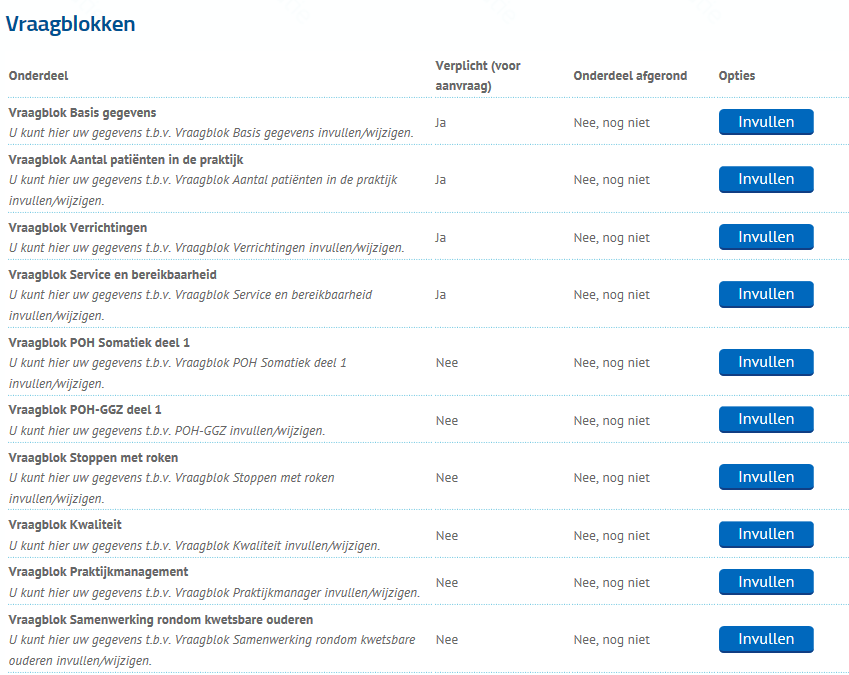 Vraagblokken
Onderdeel
Verplicht (voor
aanvraag)
Onderdeel afgerond
Opties
Vraagblok Basis gegevens
U kunt hier uw gegevens t.b.v. Vraagblok Basis gegevens invullen/wijzigen.
Ja
Nee, nog niet
Invullen
Vraagblok Aantal patiënten in de praktijk
U kunt hier uw gegevens t.b.v. Vraagblok Aantal patiënten in de praktijk
invullen/wijzigen.
Ja
Nee, nog niet
Invullen
Vraagblok Verrichtingen
U kunt hier uw gegevens t.b.v. Vraagblok Verrichtingen invullen/wijzigen.
Ja
Nee, nog niet
Invullen
Vraagblok Service en bereikbaarheid
U kunt hier uw gegevens t.b.v. Vraagblok Service en bereikbaarheid
invullen/wijzigen.
Ja
Nee, nog niet
Invullen
Vraagblok POH Somatiek deel 1
U kunt hier uw gegevens t.b.v. Vraagblok POH Somatiek deel 1
invullen/wijzigen.
Nee
Nee, nog niet
Invullen
Vraagblok POH-GGZ deel 1
U kunt hier uw gegevens t.b.v. POH-GGZ invullen/wijzigen.
Nee
Nee, nog niet
Invullen
Vraagblok Stoppen met roken
U kunt hier uw gegevens t.b.v. Vraagblok Stoppen met roken
invullen/wijzigen.
Nee
Nee, nog niet
Invullen
Vraagblok Kwaliteit
U kunt hier uw gegevens t.b.v. Vraagblok Kwaliteit invullen/wijzigen.
Nee
Nee, nog niet
Invullen
Vraagblok Praktijkmanagement
U kunt hier uw gegevens t.b.v. Vraagblok Praktijkmanager invullen/wijzigen.
Nee
Nee, nog niet
Invullen
Vraagblok Samenwerking rondom kwetsbare ouderen
U kunt hier uw gegevens t.b.v. Vraagblok Samenwerking rondom kwetsbare
ouderen invullen/wijzigen.
Nee
Nee, nog niet
Invullen